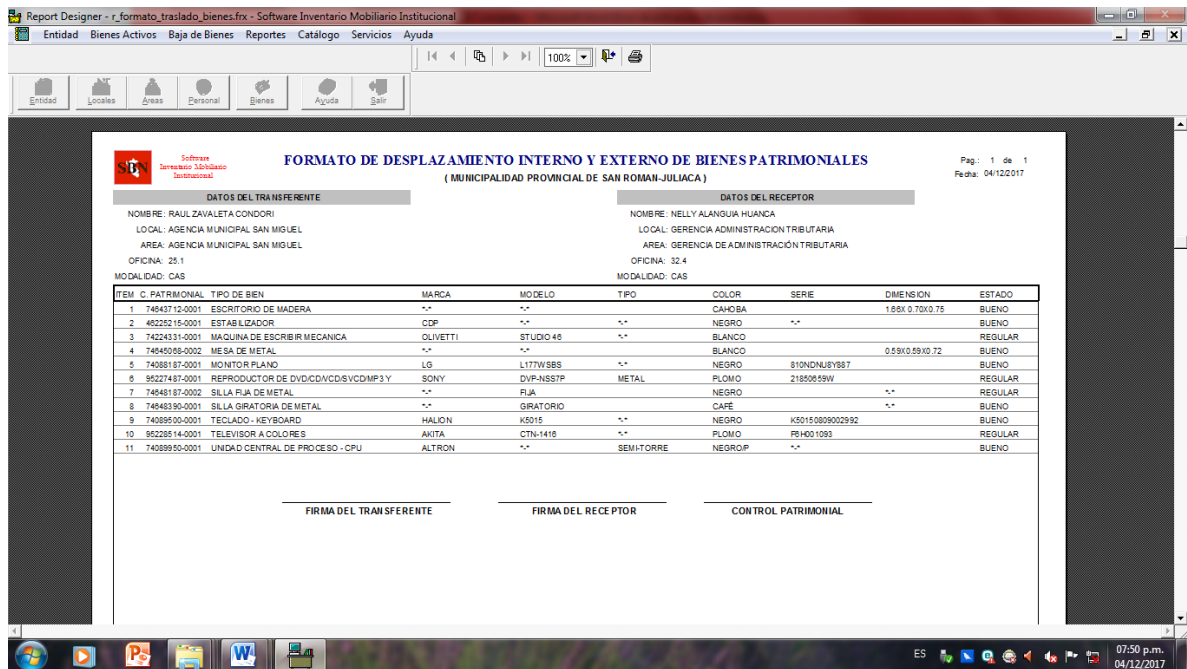 Report Designer - r_formato_traslado_bienes.frx - Software Inventario Mobiliario Institucional
Entidad Bienes Activos Baja de Bienes Reportes Catálogo Servicios Ayuda
100%
Entidad Locales Areas Personal Bienes Ayuda Salir
SBN
Software
Inventario Mobiliario
Institucional
FORMATO DE DESPLAZAMIENTO INTERNO Y EXTERNO DE BIENES PATRIMONIALES
( MUNICIPALIDAD PROVINCIAL DE SAN ROMAN-JULIACA )
Pag.: 1 de 1
Fecha: 04/12/2017
DATOS DEL TRANSFERENTE
NOMBRE: RAUL ZAVALETA CONDORI
LOCAL: AGENCIA MUNICIPAL SAN MIGUEL
AREA: AGENCIA MUNICIPAL SAN MIGUEL
OFICINA: 25.1
MODALIDAD: CAS
DATOS DEL RECEPTOR
NOMBRE: NELLY ALANGUIA HUANCA
LOCAL: GERENCIA ADMINISTRACION TRIBUTARIA
AREA: GERENCIA DE ADMINISTRACIÓN TRIBUTARIA
OFICINA: 32.4
MODALIDAD: CAS
ITEM C. PATRIMONIAL TIPO DE BIEN MARCA MODELO TIPO COLOR SERIE DIMENSION ESTADO
1 74643712-0001 ESCRITORIO DE MADERA *.* *.* CAHOBA 1.66X 0.70X0.75 BUENO
2 46225215-0001 ESTABILIZADOR CDP *.* NEGRO *.* BUENO
3 74224331-0001 MAQUINA DE ESCRIBIR MECANICA OLIVETTI STUDIO 46 *.* BLANCO REGULAR
4 74645068-0002 MESA DE METAL *.* *.* BLANCO 0.59X0.59X0.72 BUENO
5 74088187-0001 MONITOR PLANO LG L177WSBS *.* NEGRO 810NDNU8Y887 BUENO
6 95227487-0001 REPRODUCTOR DE DVD/CD/VCD/SVCD/MP3 Y SONY DVP-NSS7P METAL PLOMO 21850659W REGULAR
7 74648187-0002 SILLA FIJA DE METAL *.* FIJA NEGRO *.* REGULAR
8 74648390-0001 SILLA GIRATORIA DE METAL *.* GIRATORIO CAFÉ *.* BUENO
9 74089500-0001 TECLADO - KEYBOARD HALION K5015 *.* NEGRO K50150809002992 BUENO
10 95228514-0001 TELEVISOR A COLORES AKITA CTN-1416 *.* PLOMO F6H001093 REGULAR
11 74089950-0001 UNIDAD CENTRAL DE PROCESO - CPU ALTRON *.* SEMI-TORRE NEGRO/P *.* BUENO
FIRMA DEL TRANSFERENTE FIRMA DEL RECEPTOR CONTROL PATRIMONIAL
ES
07:50 p.m.
04/12/2017